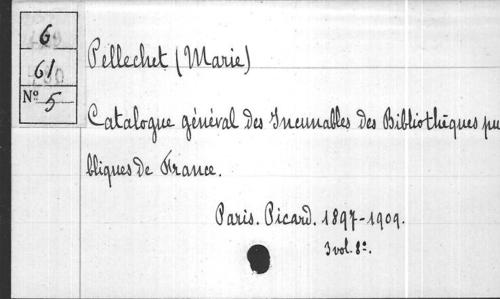 6
61
Nº 5
Pellechet (Marie)
Catalogue général des Incunables des Bibliothèques pu
bliques de France.
Paris. Picard. 1897-1909.
3 vol. 8º.